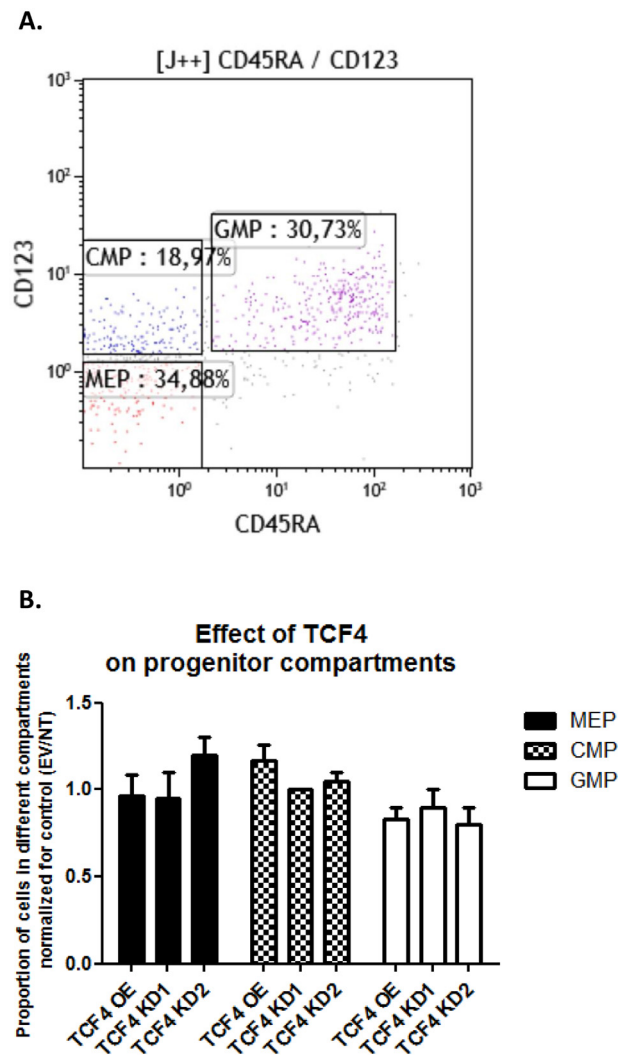 A.
[J++] CD45RA / CD123
10³
10²
10¹
10⁰
CD123
GMP : 30,73%
CMP : 18,97%
MEP : 34,88%
10⁰ 10¹ 10² 10³
CD45RA
B.
Effect of TCF4
on progenitor compartments
Proportion of cells in different compartments
normalized for control (EV/NT)
1.5
1.0
0.5
0.0
MEP
CMP
GMP
TCF4 OE
TCF4 KD1
TCF4 KD2
TCF4 OE
TCF4 KD1
TCF4 KD2
TCF4 OE
TCF4 KD1
TCF4 KD2